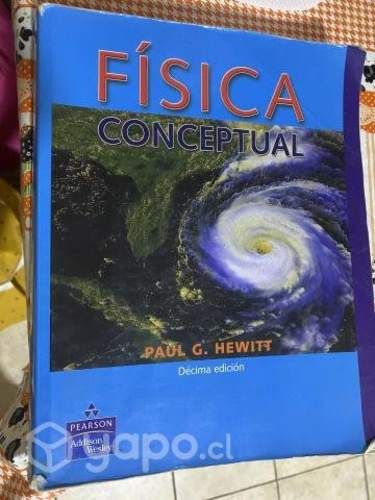 FÍSICA
CONCEPTUAL
PAUL G. HEWITT
Décima edición
PEARSON
Addison
Wesley
yapo.cl